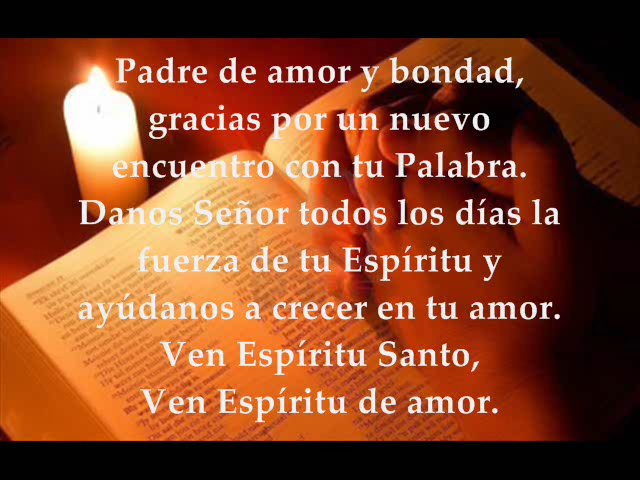 Padre de amor y bondad,
gracias por un nuevo
encuentro con tu Palabra.
Danos Señor todos los días la
fuerza de tu Espíritu y
ayúdanos a crecer en tu amor.
Ven Espíritu Santo,
Ven Espíritu de amor.